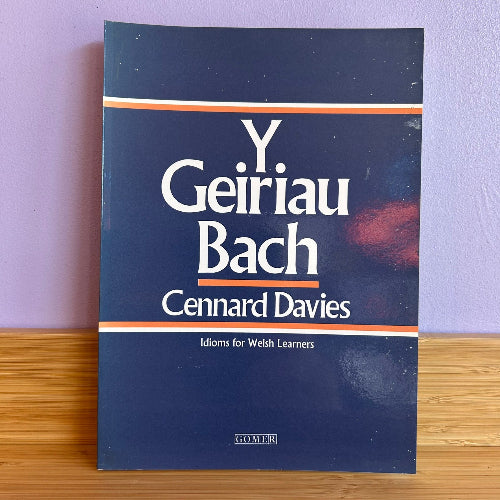 Y
Geiriau
Bach
Cennard Davies
Idioms for Welsh Learners
GOMER